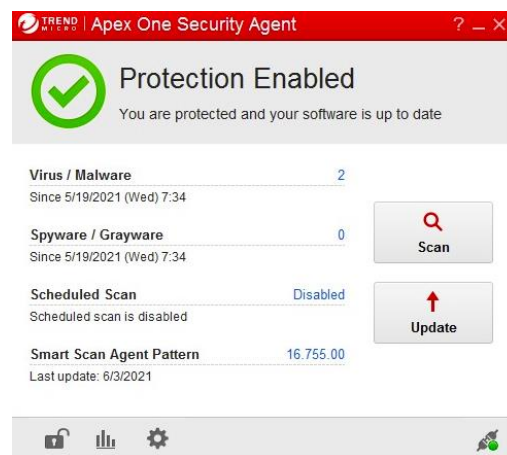 TREND MICRO | Apex One Security Agent ? – ×
Protection Enabled
You are protected and your software is up to date
Virus / Malware 2
Since 5/19/2021 (Wed) 7:34
Spyware / Grayware 0
Since 5/19/2021 (Wed) 7:34
Scan
Scheduled Scan Disabled
Scheduled scan is disabled
Update
Smart Scan Agent Pattern 16.755.00
Last update: 6/3/2021